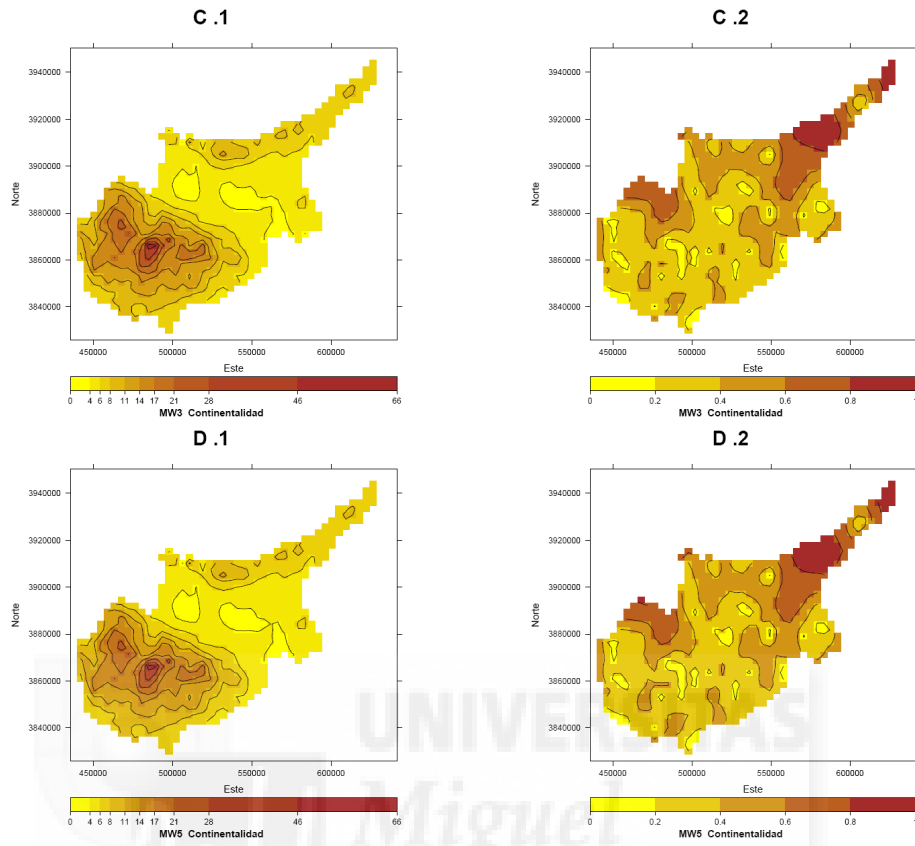 C .1
C .2
3940000
3920000
3900000
3880000
3860000
3840000
Norte
450000 500000 550000 600000
Este
0 4 6 8 11 14 17 21 28 46 66
MW3 Continentalidad
3940000
3920000
3900000
3880000
3860000
3840000
Norte
450000 500000 550000 600000
Este
0 0.2 0.4 0.6 0.8 1
MW3 Continentalidad
D .1
D .2
3940000
3920000
3900000
3880000
3860000
3840000
Norte
450000 500000 550000 600000
Este
0 4 6 8 11 14 17 21 28 46 66
MW5 Continentalidad
3940000
3920000
3900000
3880000
3860000
3840000
Norte
450000 500000 550000 600000
Este
0 0.2 0.4 0.6 0.8
MW5 Continentalidad
UNIVERSITAS
Miguel